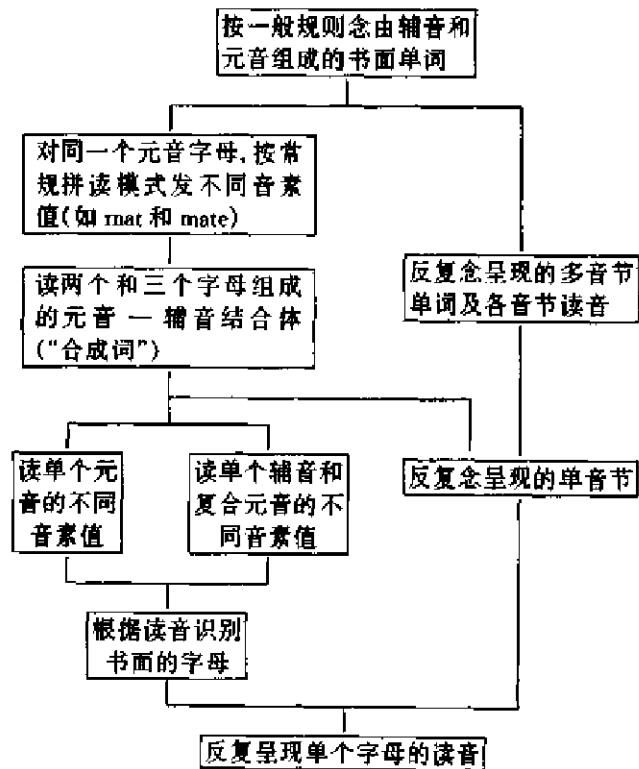 按一般规则念由辅音和
元音组成的书面单词
对同一个元音字母,按常
规拼读模式发不同音素
值(如 mat 和 mate)
读两个和三个字母组成
的元音 — 辅音结合体
(“合成词”)
反复念呈现的多音节
单词及各音节读音
读单个元
音的不同
音素值
读单个辅音和
复合元音的不
同音素值
反复念呈现的单音节
根据读音识别
书面的字母
反复呈现单个字母的读音